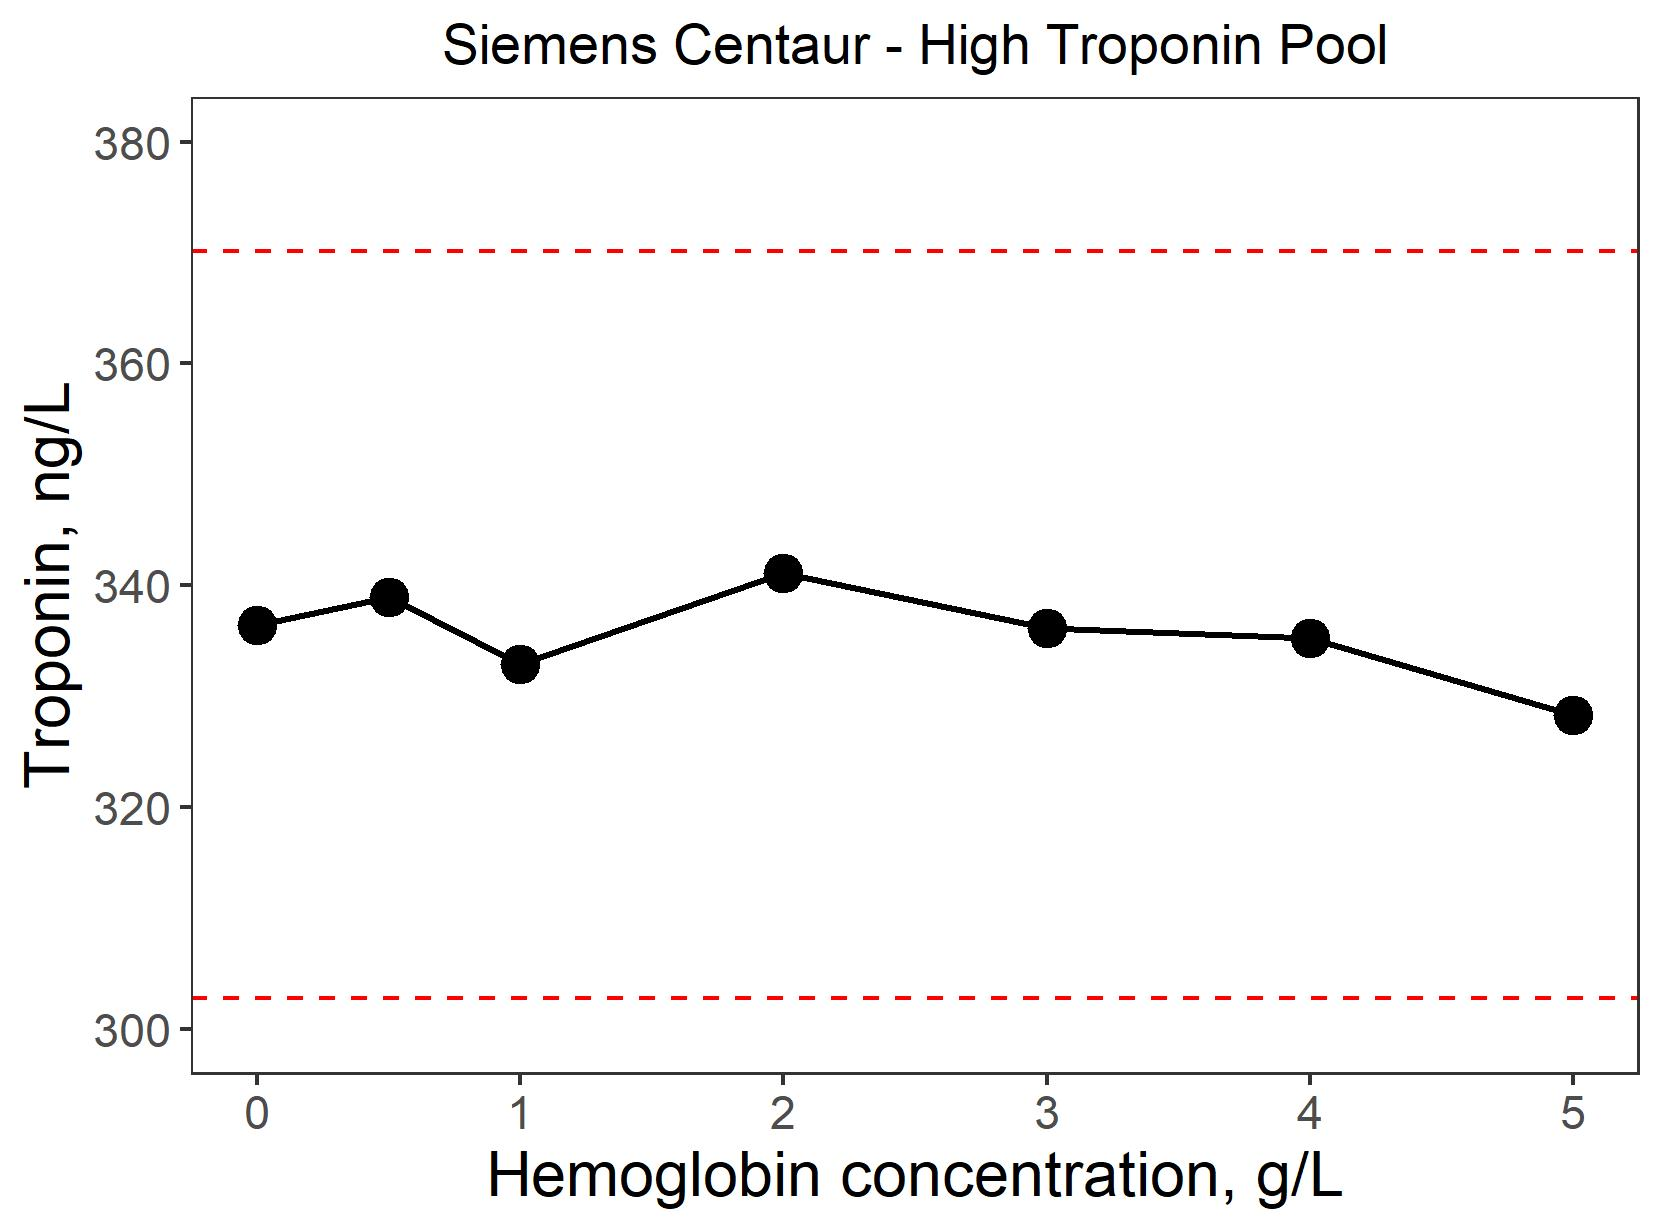 Siemens Centaur - High Troponin Pool
Troponin, ng/L
380
360
340
320
300
0 1 2 3 4 5
Hemoglobin concentration, g/L